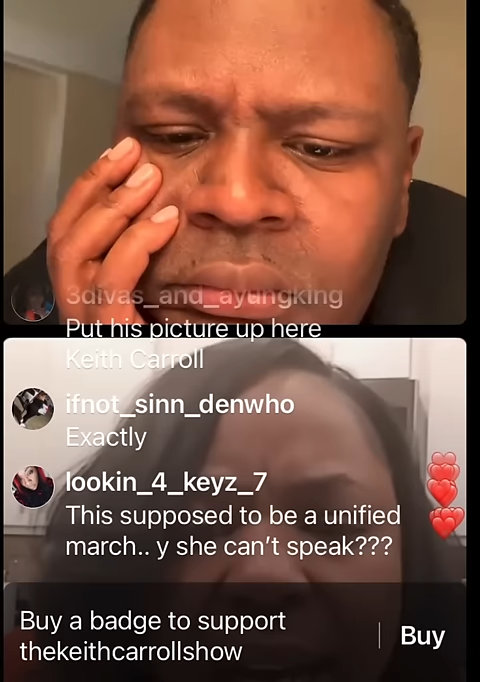 3divas_and_ayungking
Put his picture up here
Keith Carroll
ifnot_sinn_denwho
Exactly
lookin_4_keyz_7
This supposed to be a unified
march.. y she can't speak???
Buy a badge to support
thekeithcarrollshow
Buy